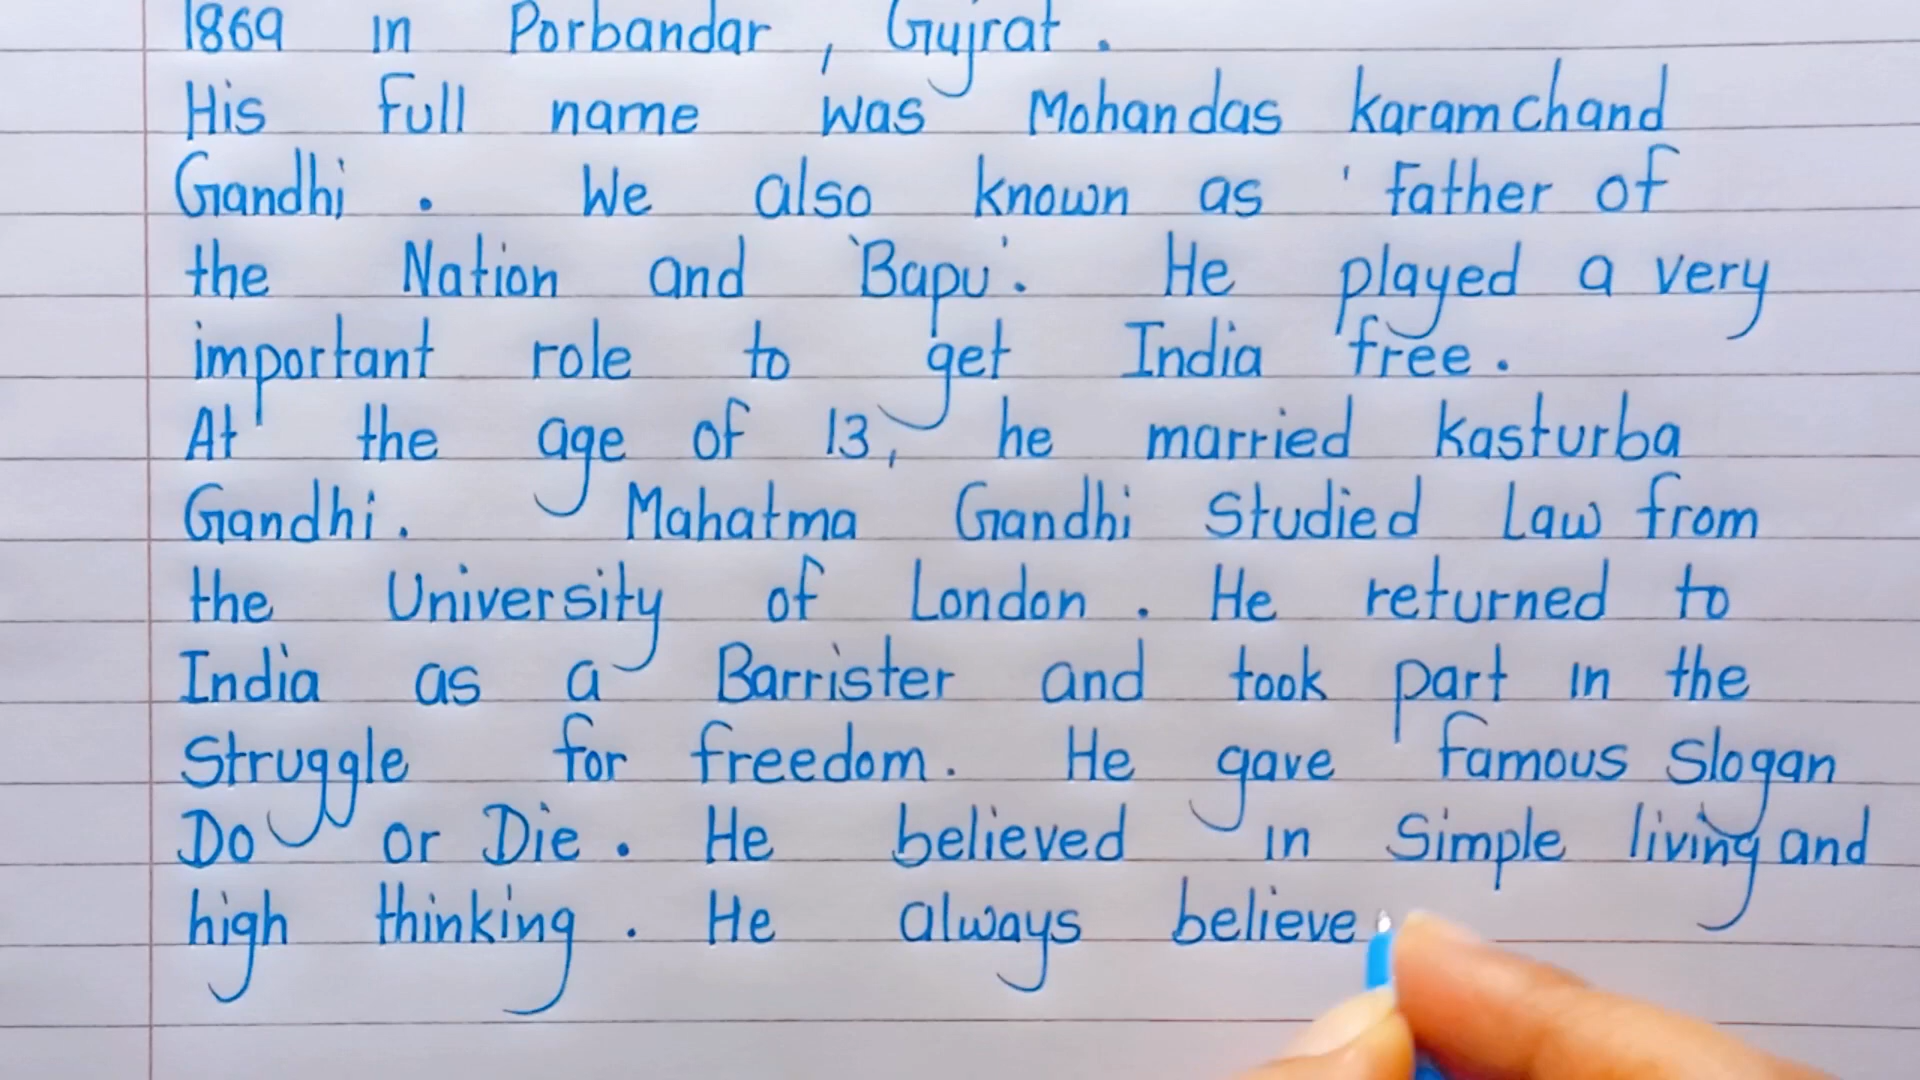 1869 in Porbandar , Gujrat .
His full name was Mohandas karamchand
Gandhi . We also known as ' father of
the Nation and 'Bapu'. He played a very
important role to get India free .
At the age of 13, he married kasturba
Gandhi . Mahatma Gandhi studied Law from
the University of London . He returned to
India as a Barrister and took part in the
Struggle for freedom . He gave famous Slogan
Do or Die . He believed in Simple living and
high thinking . He always believe